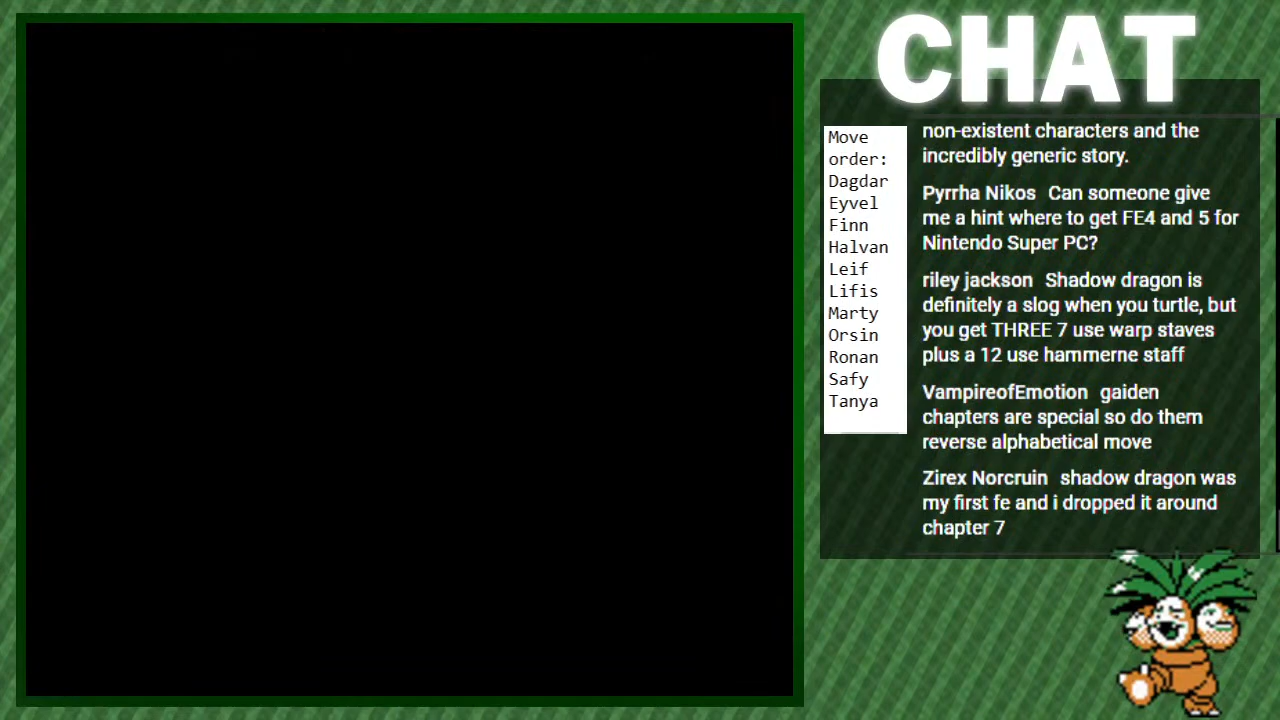 CHAT
Move
order:
Dagdar
Eyvel
Finn
Halvan
Leif
Lifis
Marty
Orsin
Ronan
Safy
Tanya
non-existent characters and the
incredibly generic story.
Pyrrha Nikos Can someone give
me a hint where to get FE4 and 5 for
Nintendo Super PC?
riley jackson Shadow dragon is
definitely a slog when you turtle, but
you get THREE 7 use warp staves
plus a 12 use hammerne staff
VampireofEmotion gaiden
chapters are special so do them
reverse alphabetical move
Zirex Norcruin shadow dragon was
my first fe and i dropped it around
chapter 7